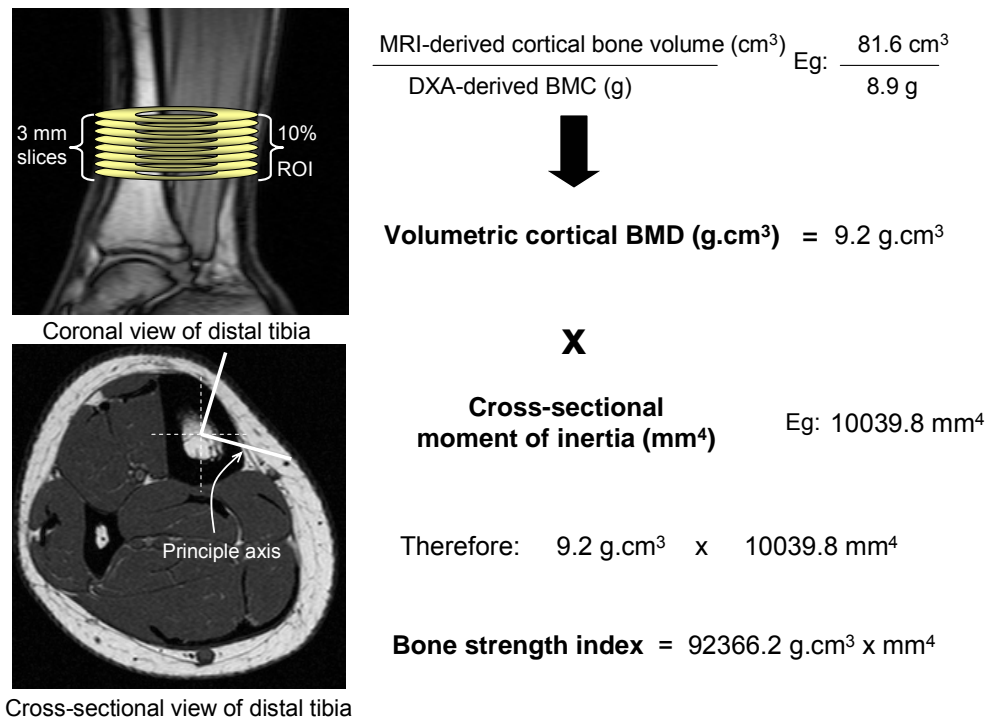 3 mm
slices
10%
ROI
Coronal view of distal tibia
Principle axis
Cross-sectional view of distal tibia
MRI-derived cortical bone volume (cm³)
DXA-derived BMC (g)
Eg: 81.6 cm³
8.9 g
Volumetric cortical BMD (g.cm³) = 9.2 g.cm³
X
Cross-sectional
moment of inertia (mm⁴)
Eg: 10039.8 mm⁴
Therefore: 9.2 g.cm³ x 10039.8 mm⁴
Bone strength index = 92366.2 g.cm³ x mm⁴